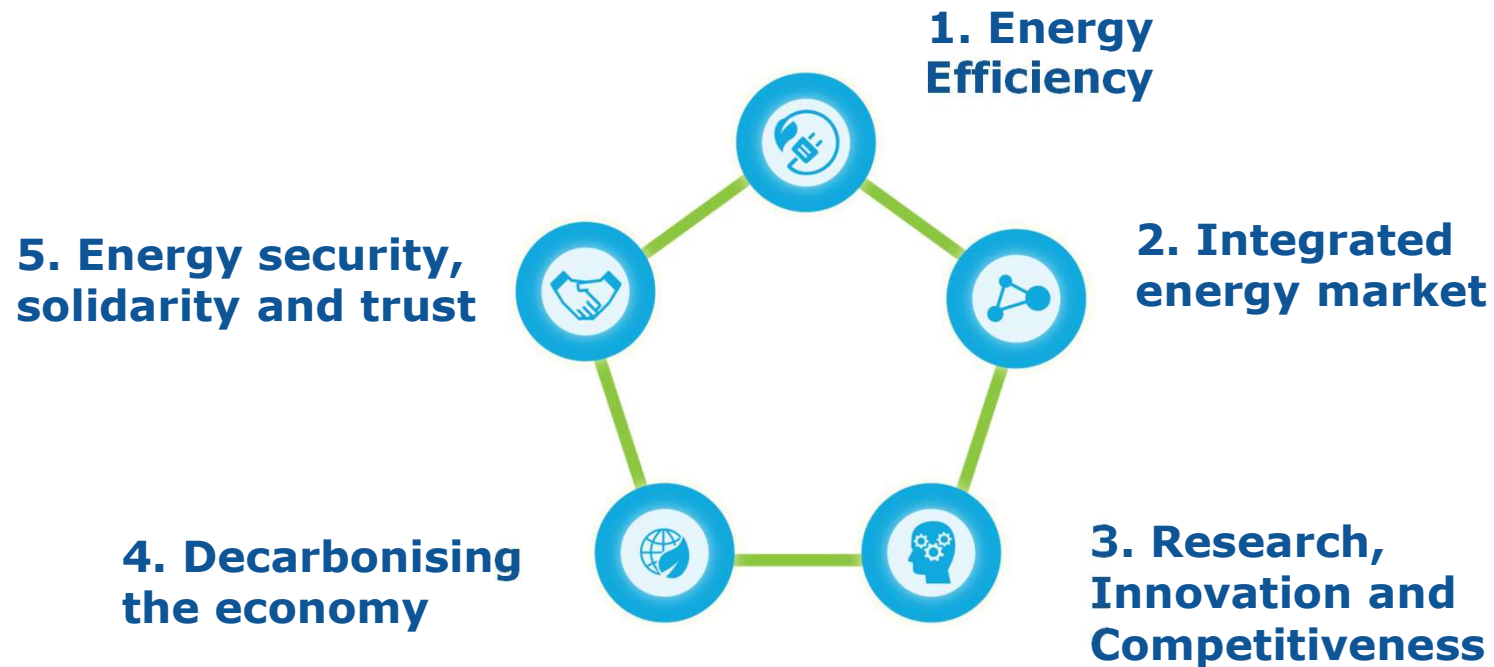 1. Energy
Efficiency
2. Integrated
energy market
3. Research,
Innovation and
Competitiveness
4. Decarbonising
the economy
5. Energy security,
solidarity and trust